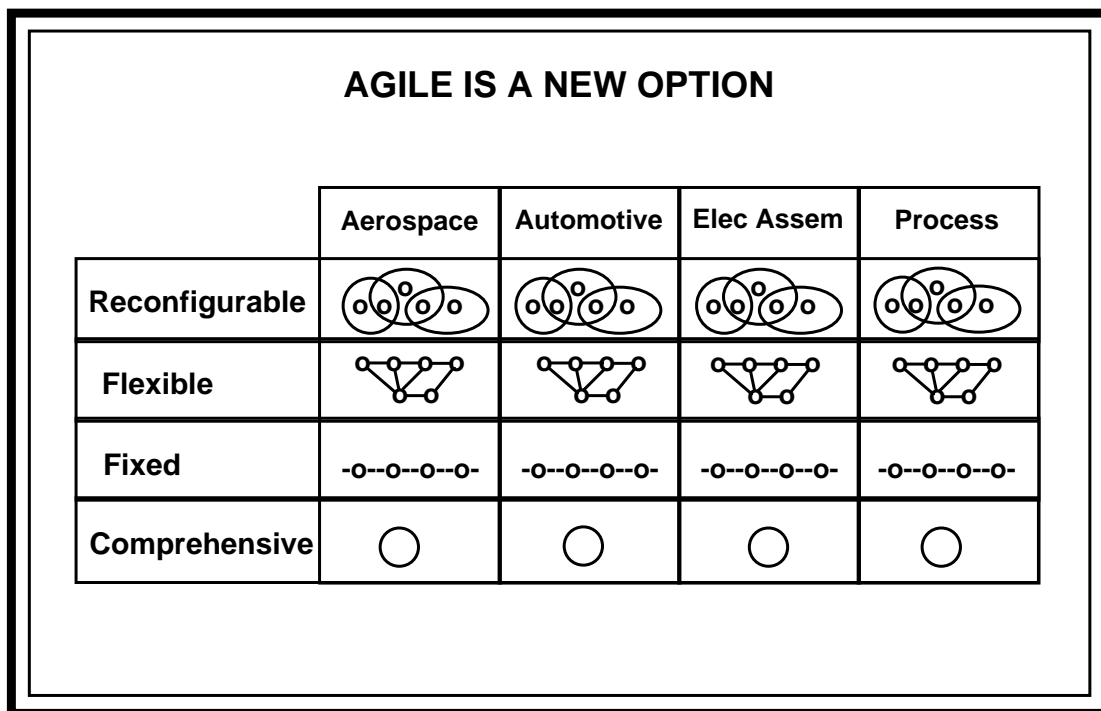 AGILE IS A NEW OPTION
Aerospace Automotive Elec Assem Process
Reconfigurable o o o o o o o o o o o o o o o o o o o o
Flexible o o o o o o o o o o o o o o o o o o o o o o o o
Fixed -o--o--o--o- -o--o--o--o- -o--o--o--o- -o--o--o--o-
Comprehensive